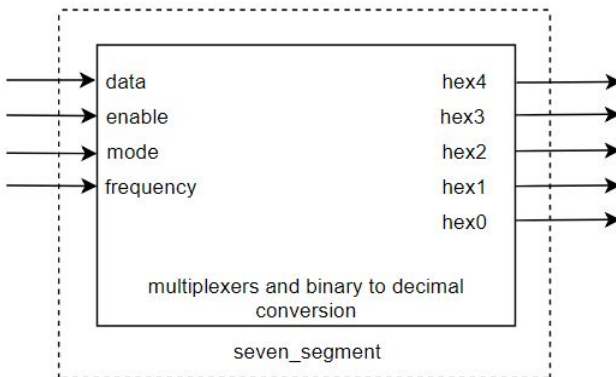 data hex4
enable hex3
mode hex2
frequency hex1
hex0
multiplexers and binary to decimal
conversion
seven_segment